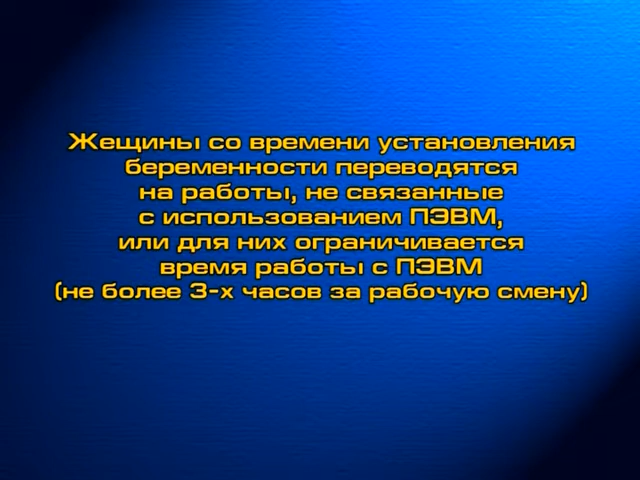 Жещины со времени установления
беременности переводятся
на работы, не связанные
с использованием ПЭВМ,
или для них ограничивается
время работы с ПЭВМ
(не более 3-х часов за рабочую смену)